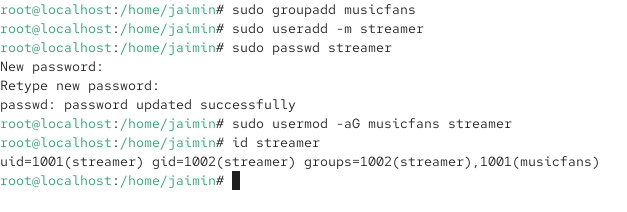 root@localhost:/home/jaimin# sudo groupadd musicfans
root@localhost:/home/jaimin# sudo useradd -m streamer
root@localhost:/home/jaimin# sudo passwd streamer
New password:
Retype new password:
passwd: password updated successfully
root@localhost:/home/jaimin# sudo usermod -aG musicfans streamer
root@localhost:/home/jaimin# id streamer
uid=1001(streamer) gid=1002(streamer) groups=1002(streamer),1001(musicfans)
root@localhost:/home/jaimin#